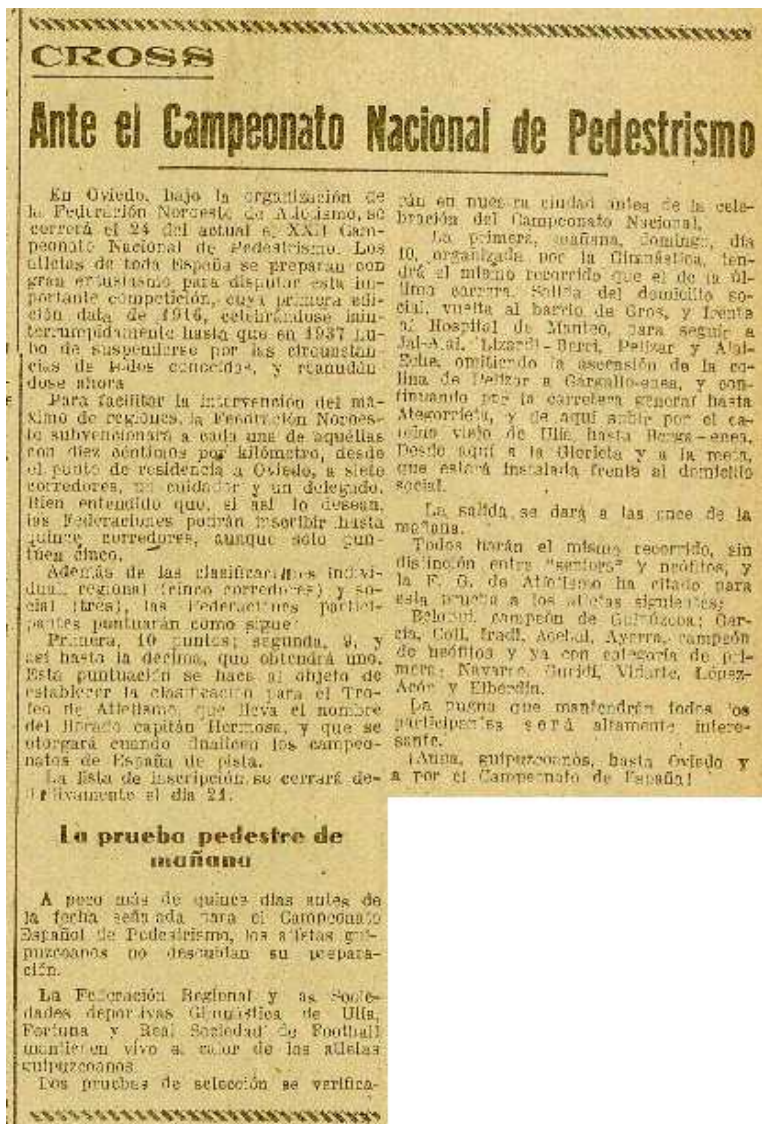 CROSS
Ante el Campeonato Nacional de Pedestrismo
En Oviedo, bajo la organización de
la Federación Noroeste de Atletismo, se
correrá el 24 del actual el XXII Cam-
peonato Nacional de Pedestrismo. Los
atletas de toda España se preparan con
gran entusiasmo para disputar esta im-
portante competición, cuya primera edi-
ción data de 1916, celebrándose inin-
terrumpidamente hasta que en 1937 hu-
bo de suspenderse por las circunstan-
cias de todos conocidas, y reanudán-
dose ahora
Para facilitar la intervención del má-
ximo de regiones, la Federación Noroes-
te subvencionará a cada una de aquéllas
con diez céntimos por kilómetro, desde
el punto de residencia a Oviedo, a siete
corredores, un cuidador y un delegado.
Bien entendido que, si así lo desean,
las Federaciones podrán inscribir hasta
quince corredores, aunque sólo pun-
túen cinco.
Además de las clasificaciones indivi-
dual, regional (cinco corredores) y so-
cial (tres), las Federaciones partici-
pantes puntuarán como sigue:
Primera, 10 puntos; segunda, 9, y
así hasta la décima, que obtendrá uno.
Esta puntuación se hace al objeto de
establecer la clasificación para el Tro-
feo de Atletismo, que lleva el nombre
del llorado capitán Hermosa, y que se
otorgará cuando finalicen los campeo-
natos de España de pista.
La lista de inscripción se cerrará de-
finitivamente el día 21.
La prueba pedestre de
mañana
A poco más de quince días antes de
la fecha señalada para el Campeonato
Español de Pedestrismo, los atletas gui-
puzcoanos no descuidan su prepara-
ción.
La Federación Regional y las Socie-
dades deportivas Gimnástica de Ulía,
Fortuna y Real Sociedad de Football
mantienen vivo el calor de los atletas
guipuzcoanos
Dos pruebas de selección se verifica-
rán en nuestra ciudad antes de la cele-
bración del Campeonato Nacional.
La primera, mañana, domingo, día
10, organizada por la Gimnástica, ten-
drá el mismo recorrido que el de la úl-
tima carrera. Salida del domicilio so-
cial, vuelta al barrio de Gros, y frente
al Hospital de Manteo, para seguir a
Jai-Alai, Lizardi-Berri, Pelizar y Alai-
Eche, omitiendo la ascensión de la co-
lina de Pelizar a Gargallo-enea, y con-
tinuando por la carretera general hasta
Ategorrieta, y de aquí subir por el ca-
mino viejo de Ulía, hasta -enea.
Desde aquí a la Glorieta y a la meta,
que estará instalada frente al domicilio
social.
La salida se dará a las once de la
mañana.
Todos harán el mismo recorrido, sin
distinción entre "seniors" y neófitos, y
la F. G. de Atletismo ha citado para
esta prueba a los atletas siguientes:
Beloqui, campeón de Guipúzcoa; Gar-
cía, Coll, Iradi, Ayerra, campeón
de neófitos y ya con categoría de pri-
mera; Navarro, Guridi, Vidarte, López-
y Elberdin.
La pugna que mantendrán todos los
participantes será altamente intere-
sante.
¡Aupa, guipuzcoanos, hasta Oviedo y
a por el Campeonato de España!